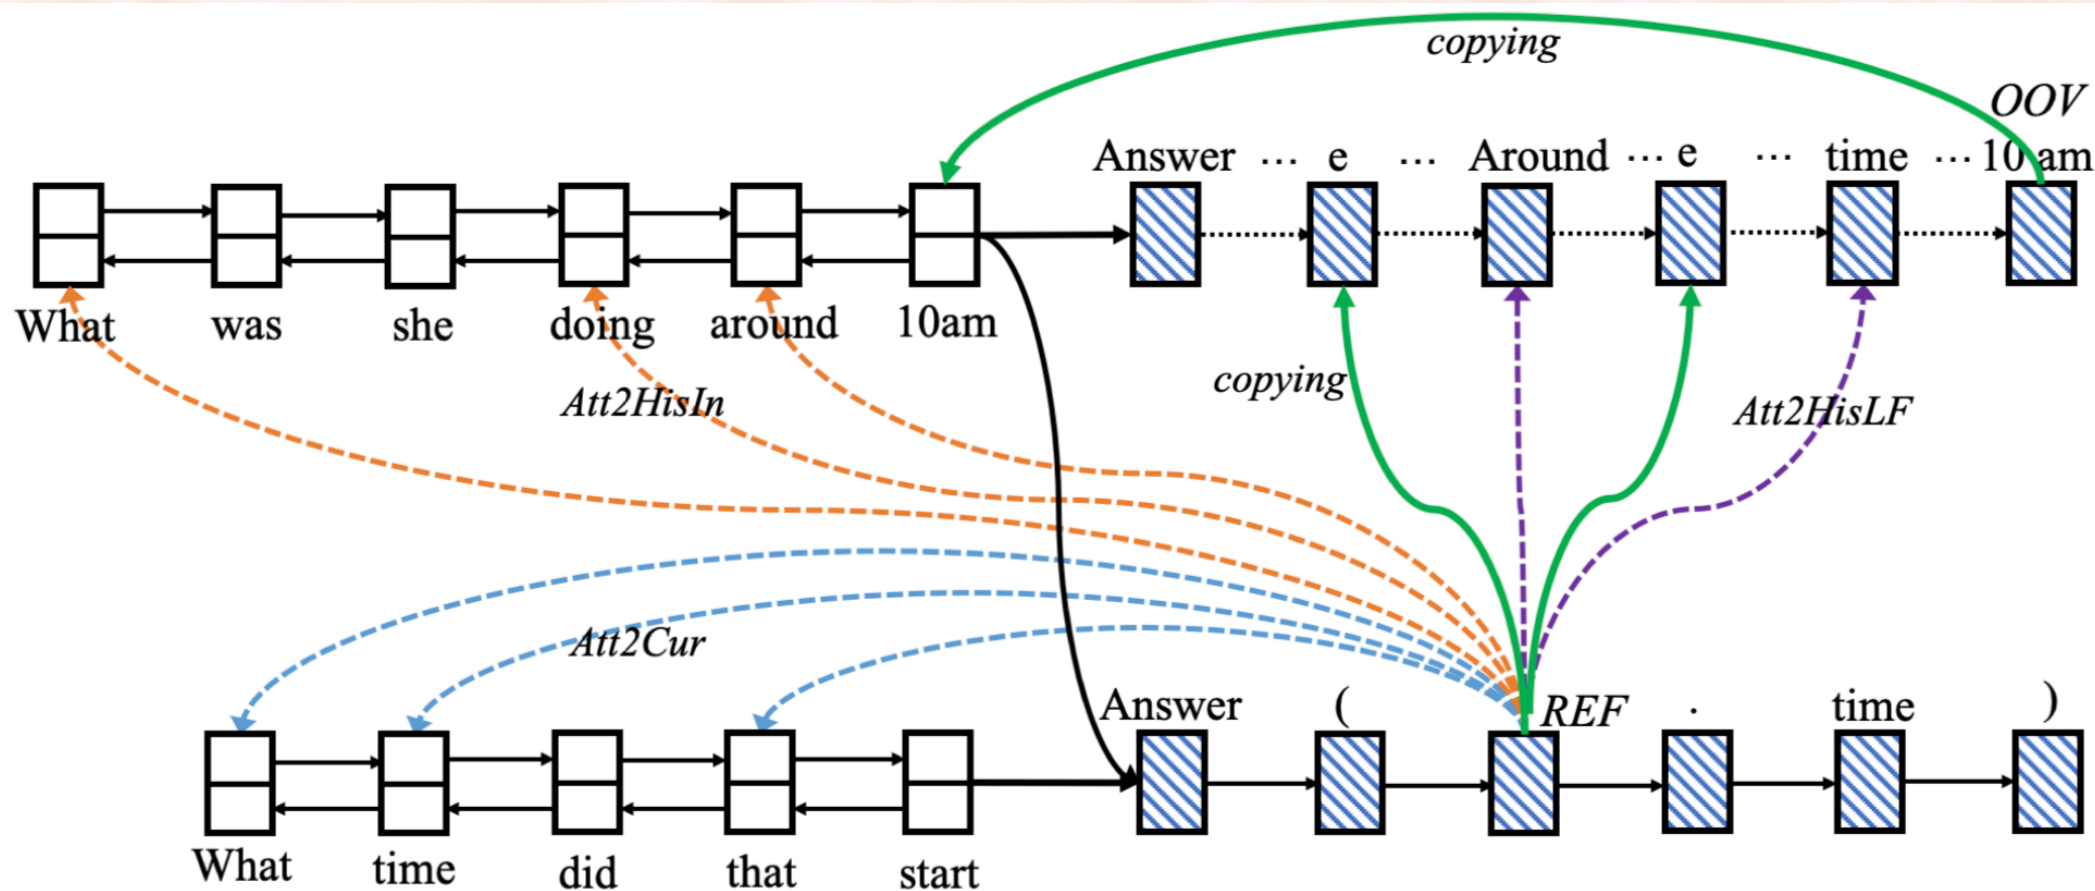 copying
OOV
Answer ... e ... Around ... e ... time ... 10 am
What was she doing around 10am
copying
Att2HisIn
Att2HisLF
Att2Cur
Answer ( REF . time )
What time did that start